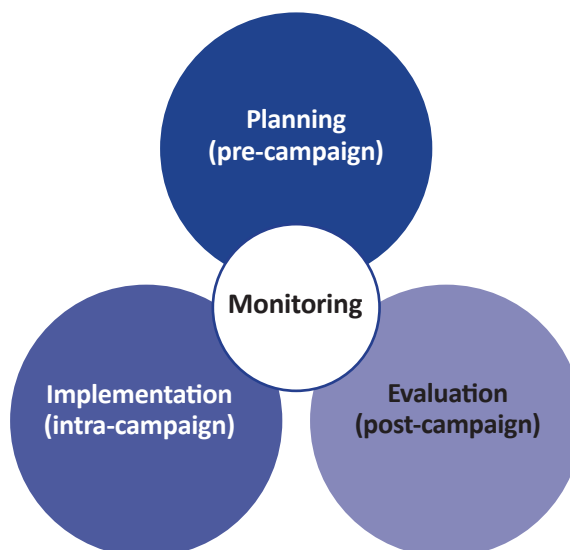 Planning
(pre-campaign)
Monitoring
Implementation
(intra-campaign)
Evaluation
(post-campaign)